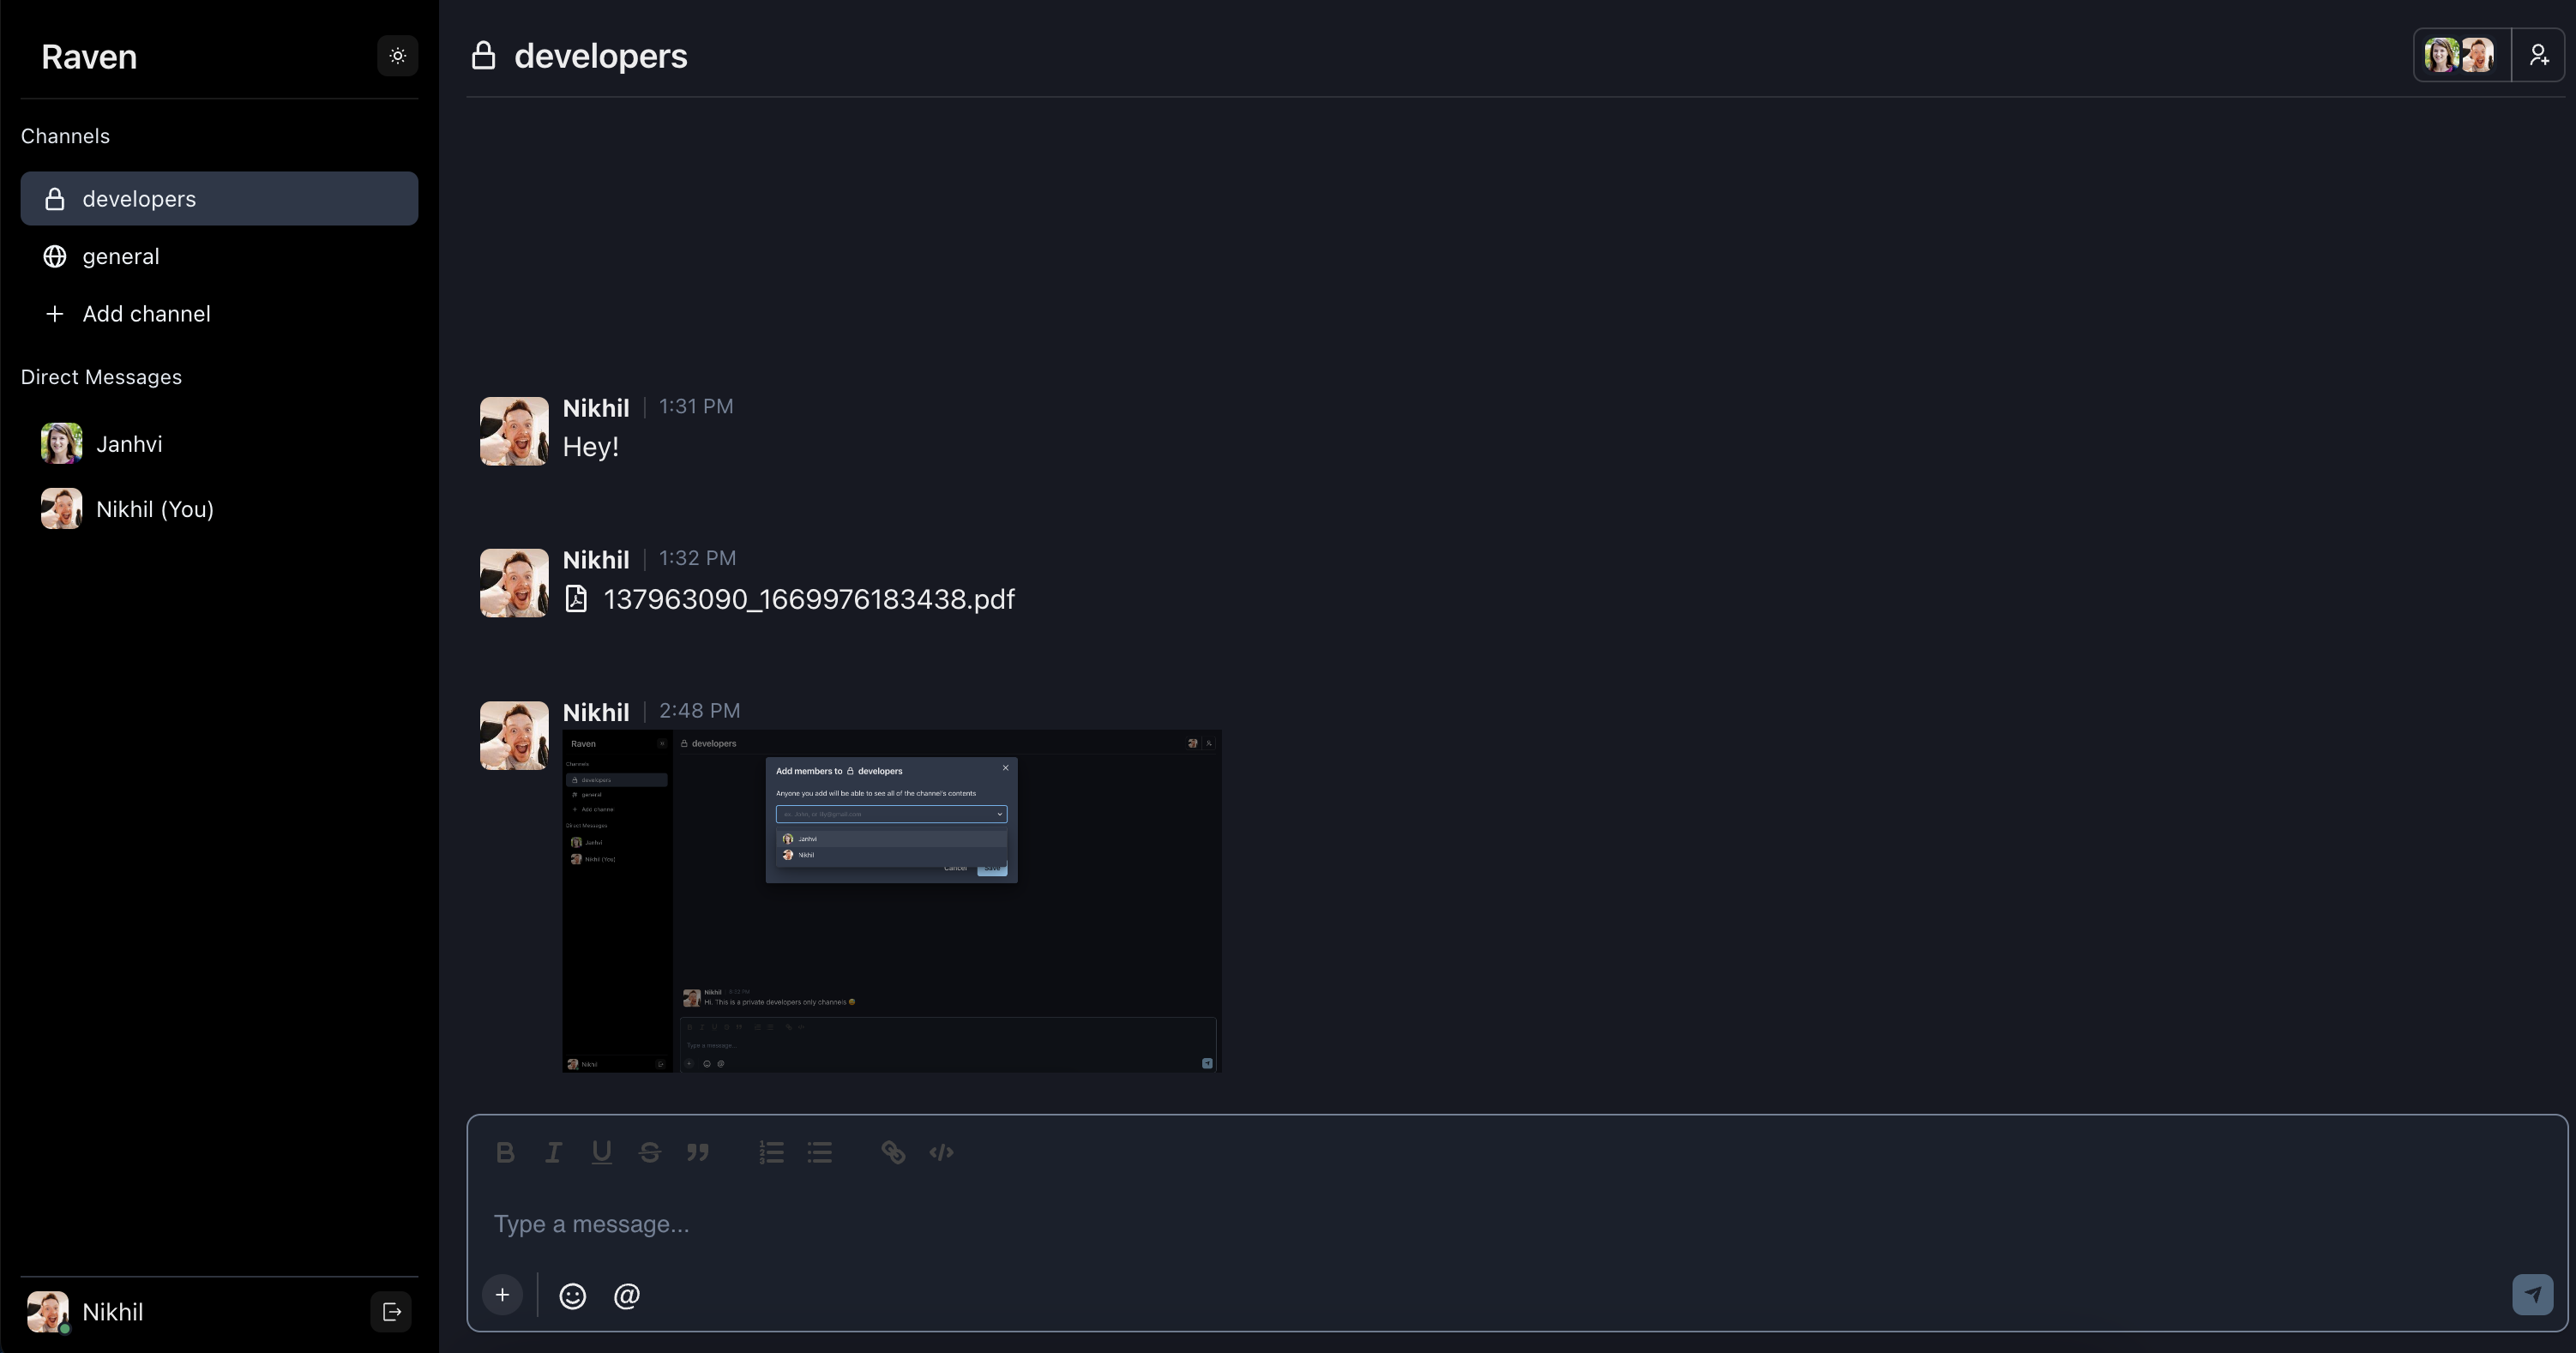 Raven
Channels
developers
general
Add channel
Direct Messages
Janhvi
Nikhil (You)
Nikhil
developers
Nikhil | 1:31 PM
Hey!
Nikhil | 1:32 PM
137963090_1669976183438.pdf
Nikhil | 2:48 PM
Raven
Channels
developers
general
Add channel
Direct Messages
Janhvi
Nikhil (You)
Nikhil
developers
Add members to developers
Anyone you add will be able to see all of the channel's contents
Janhvi
Nikhil
Cancel Save
Nikhil
Hi. This is a private developers only channels
Type a message...
B I U S
Type a message...
@